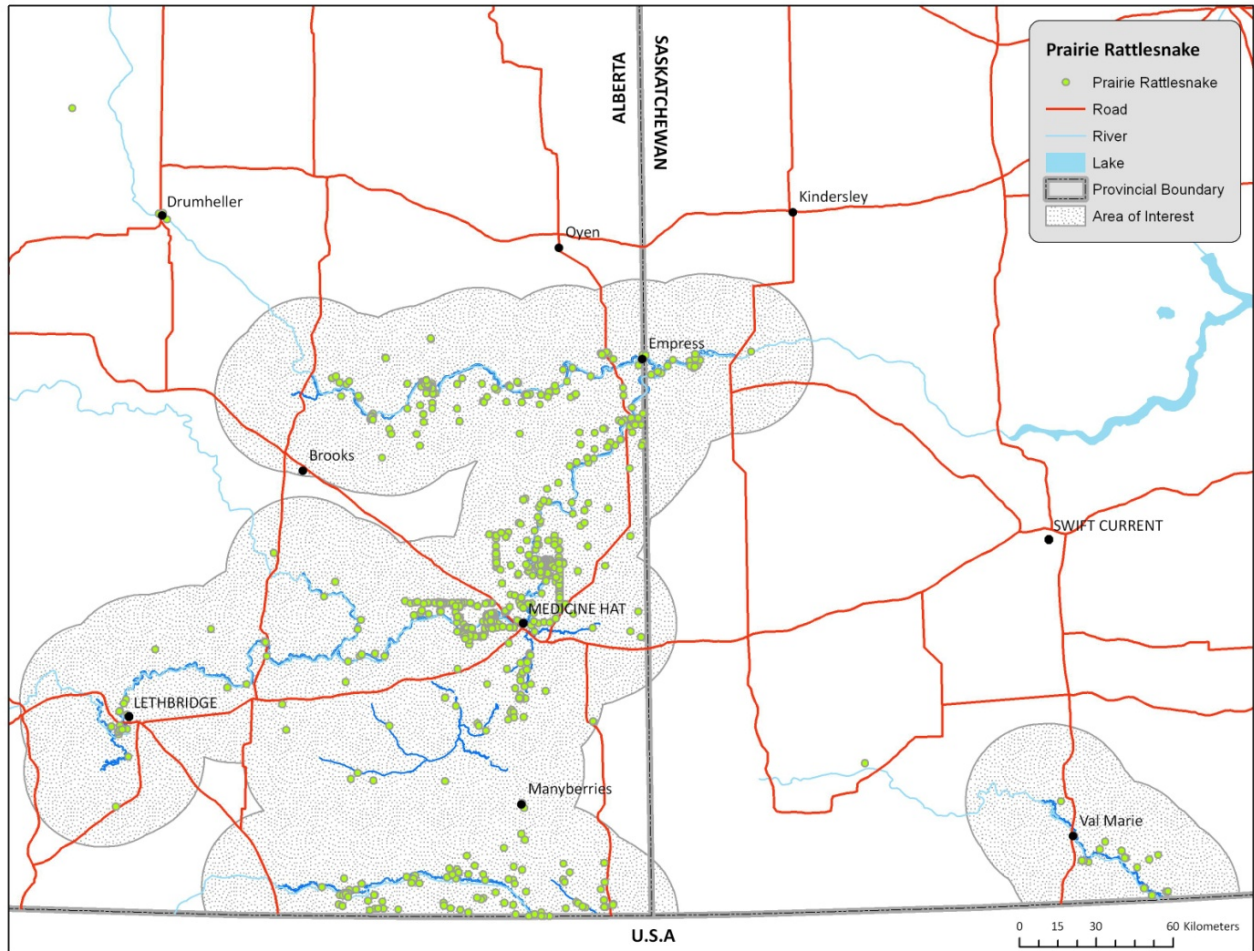 Prairie Rattlesnake
Prairie Rattlesnake
Road
River
Lake
Provincial Boundary
Area of Interest
ALBERTA
SASKATCHEWAN
Drumheller
Oyen
Kindersley
Empress
Brooks
SWIFT CURRENT
MEDICINE HAT
LETHBRIDGE
Manyberries
Val Marie
U.S.A
0 15 30 60 Kilometers